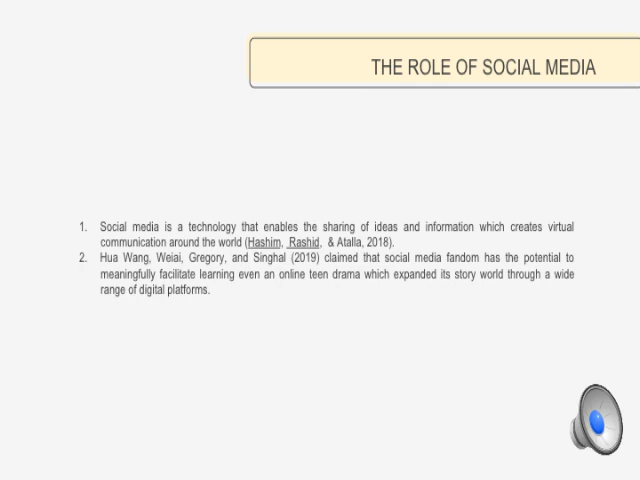 THE ROLE OF SOCIAL MEDIA
1. Social media is a technology that enables the sharing of ideas and information which creates virtual
communication around the world (Hashim, Rashid, & Atalla, 2018).
2. Hua Wang, Weiai, Gregory, and Singhal (2019) claimed that social media fandom has the potential to
meaningfully facilitate learning even an online teen drama which expanded its story world through a wide
range of digital platforms.